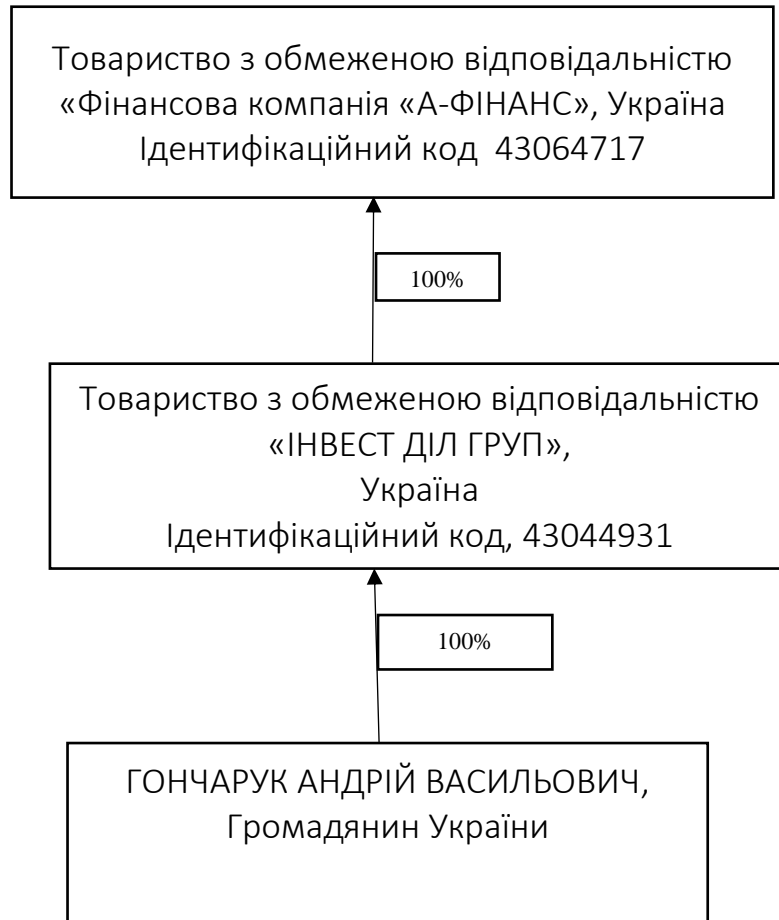 Товариство з обмеженою відповідальністю
«Фінансова компанія «А-ФІНАНС», Україна
Ідентифікаційний код 43064717
100%
Товариство з обмеженою відповідальністю
«ІНВЕСТ ДІЛ ГРУП»,
Україна
Ідентифікаційний код, 43044931
100%
ГОНЧАРУК АНДРІЙ ВАСИЛЬОВИЧ,
Громадянин України